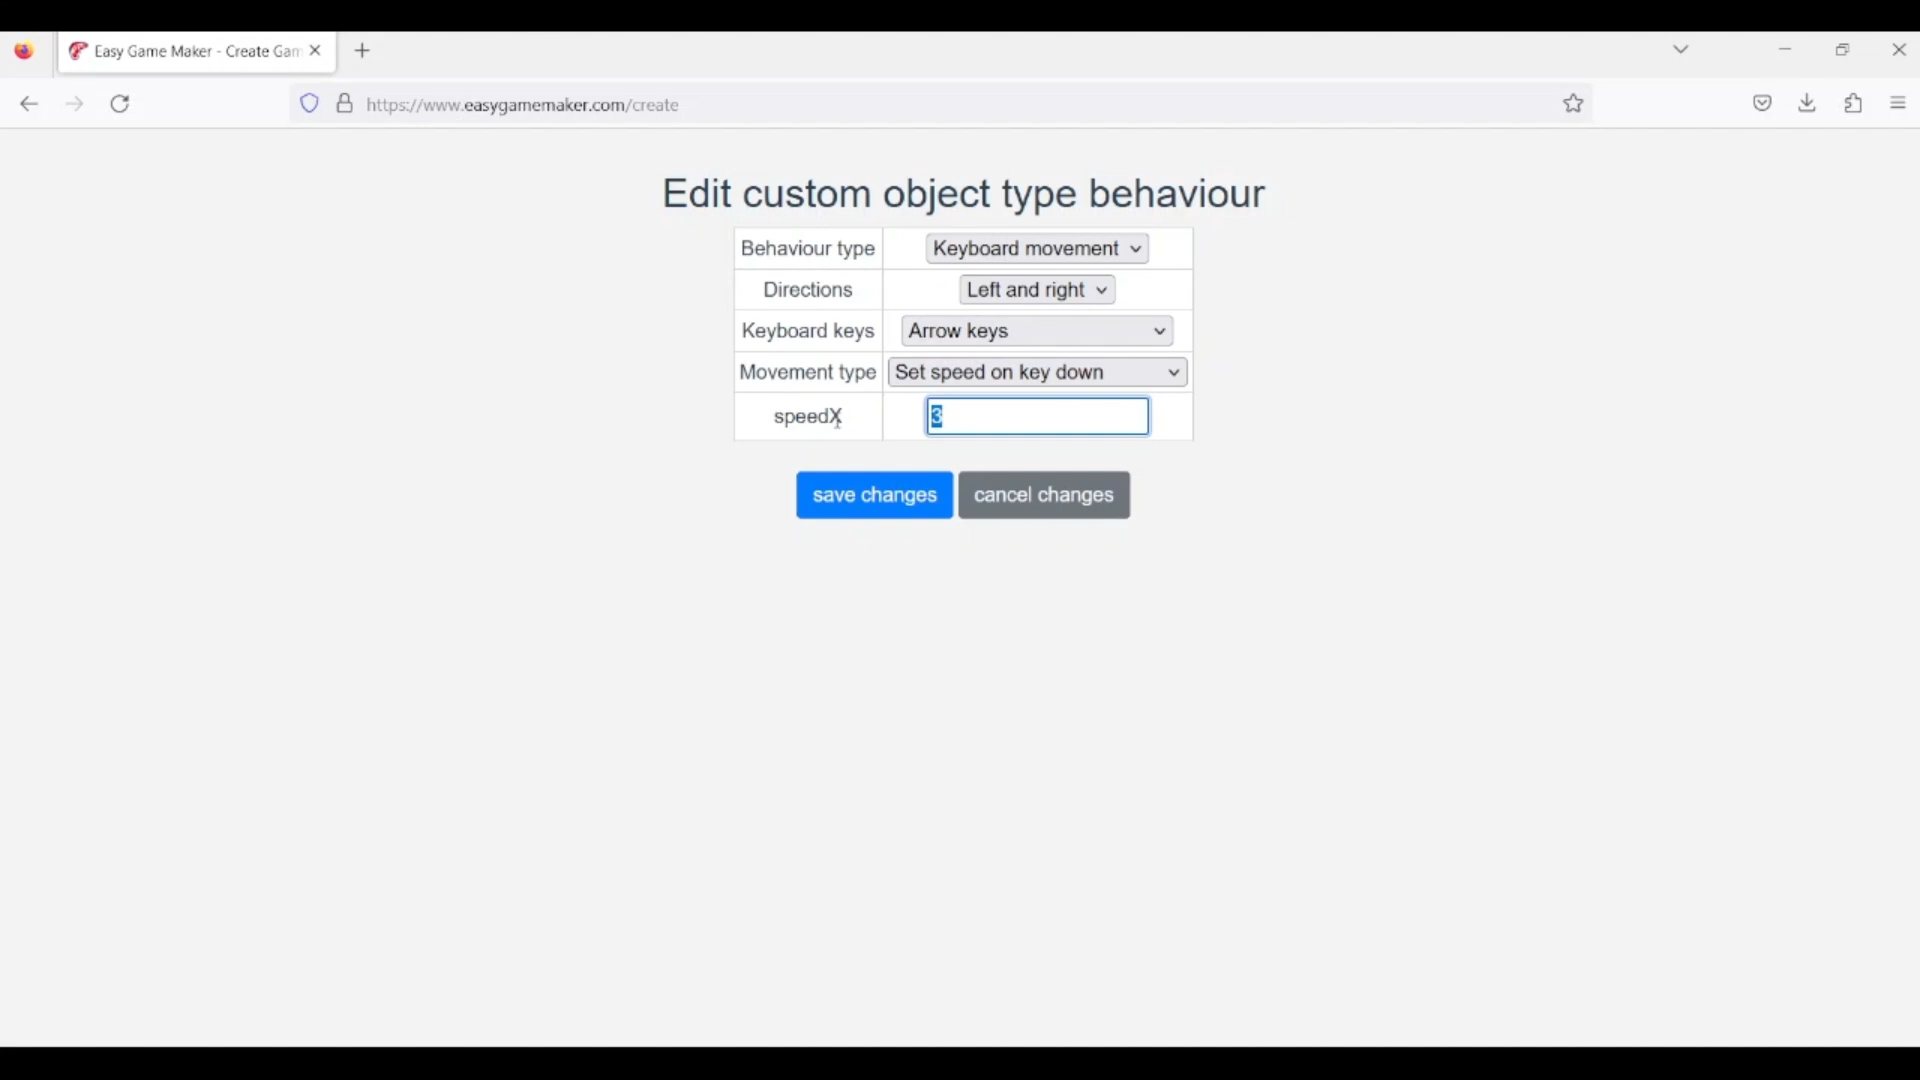 Easy Game Maker - Create Gam
https://www.easygamemaker.com/create
Edit custom object type behaviour
Behaviour type Keyboard movement
Directions Left and right
Keyboard keys Arrow keys
Movement type Set speed on key down
speedX 3
save changes cancel changes